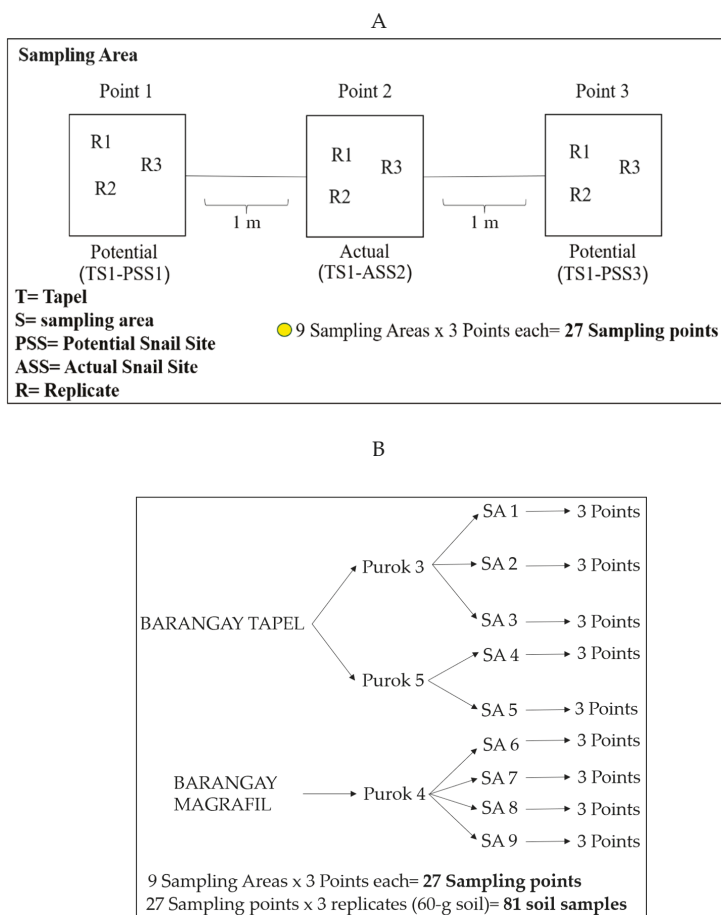 A
Sampling Area
Point 1 Point 2 Point 3
R1 R3 R2
R1 R3 R2
R1 R3 R2
1 m 1 m
Potential Actual Potential
(TS1-PSS1) (TS1-ASS2) (TS1-PSS3)
T= Tapel
S= sampling area
PSS= Potential Snail Site
ASS= Actual Snail Site
R= Replicate
9 Sampling Areas x 3 Points each= 27 Sampling points
B
BARANGAY TAPEL
Purok 3
SA 1 3 Points
SA 2 3 Points
SA 3 3 Points
Purok 5
SA 4 3 Points
SA 5 3 Points
BARANGAY
MAGRAFIL
Purok 4
SA 6 3 Points
SA 7 3 Points
SA 8 3 Points
SA 9 3 Points
9 Sampling Areas x 3 Points each= 27 Sampling points
27 Sampling points x 3 replicates (60-g soil)= 81 soil samples